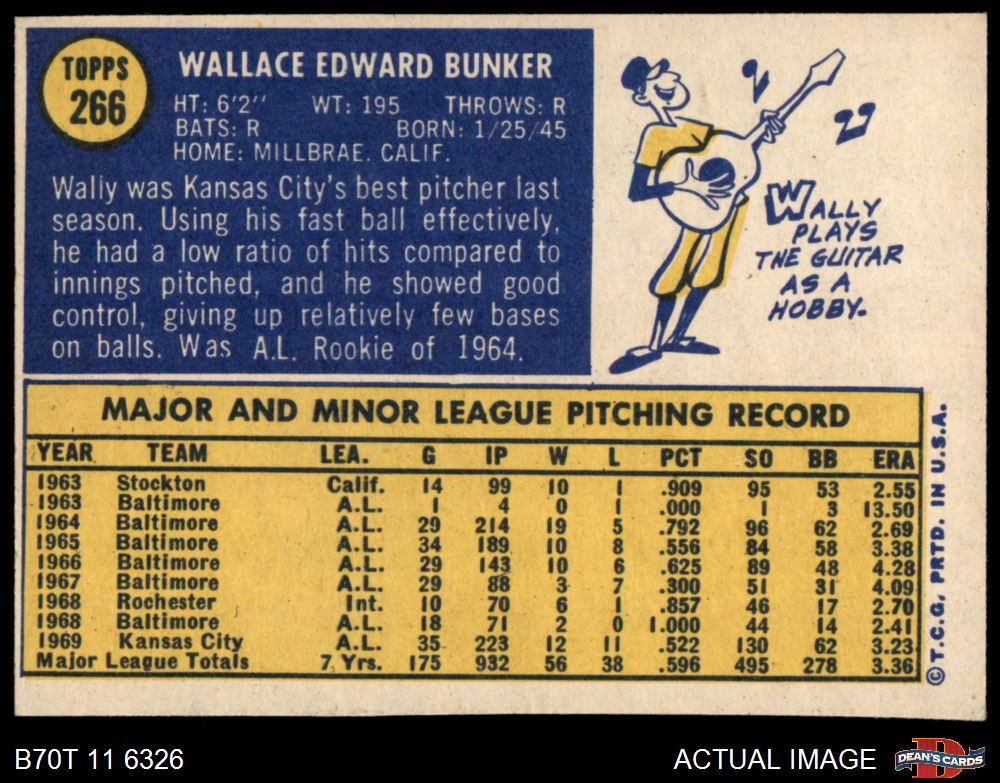 TOPPS
266
WALLACE EDWARD BUNKER
HT: 6'2" WT: 195 THROWS: R
BATS: R BORN: 1/25/45
HOME: MILLBRAE. CALIF.
Wally was Kansas City's best pitcher last
season. Using his fast ball effectively,
he had a low ratio of hits compared to
innings pitched, and he showed good
control, giving up relatively few bases
on balls. Was A.L. Rookie of 1964.
WALLY
PLAYS
THE GUITAR
AS A
HOBBY.
MAJOR AND MINOR LEAGUE PITCHING RECORD
YEAR TEAM LEA. G IP W L PCT SO BB ERA
1963 Stockton Calif. 14 99 10 1 .909 95 53 2.55
1963 Baltimore A.L. 1 4 0 1 .000 1 3 13.50
1964 Baltimore A.L. 29 214 19 5 .792 96 62 2.69
1965 Baltimore A.L. 34 189 10 8 .556 84 58 3.38
1966 Baltimore A.L. 29 143 10 6 .625 89 48 4.28
1967 Baltimore A.L. 29 88 3 7 .300 51 31 4.09
1968 Rochester Int. 10 70 6 1 .857 46 17 2.70
1968 Baltimore A.L. 18 71 2 0 1.000 44 14 2.41
1969 Kansas City A.L. 35 223 12 11 .522 130 62 3.23
Major League Totals 7 Yrs. 175 932 56 38 .596 495 278 3.36
© T.C.G. PRTD. IN U.S.A.
B70T 11 6326
ACTUAL IMAGE
D
DEAN'S CARDS